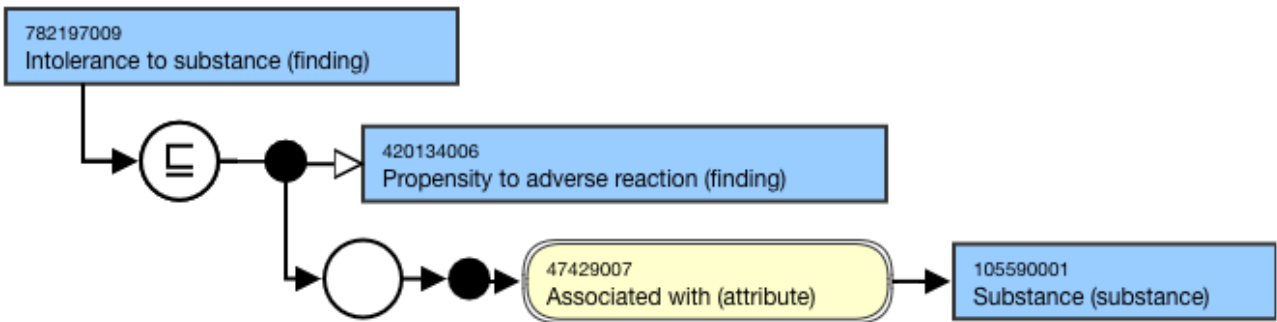 782197009
Intolerance to substance (finding)
⊑
420134006
Propensity to adverse reaction (finding)
47429007
Associated with (attribute)
105590001
Substance (substance)